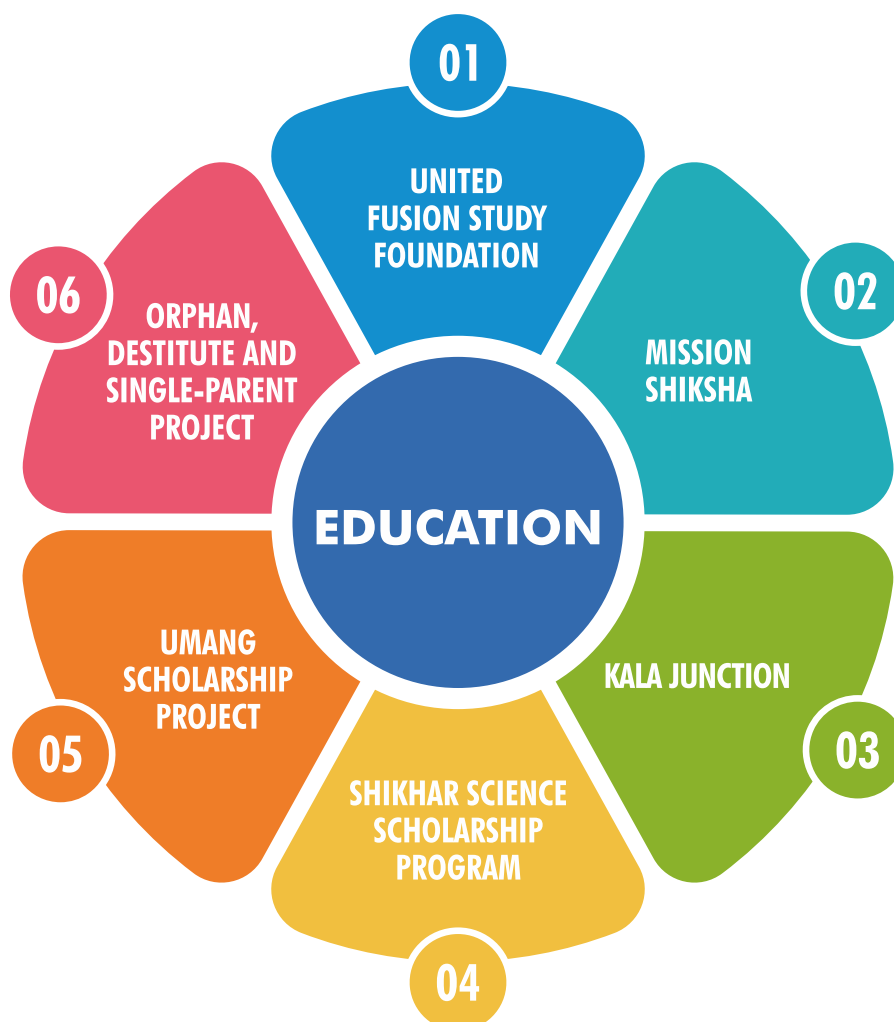 01
UNITED
FUSION STUDY
FOUNDATION
02
MISSION
SHIKSHA
03
KALA JUNCTION
04
SHIKHAR SCIENCE
SCHOLARSHIP
PROGRAM
05
UMANG
SCHOLARSHIP
PROJECT
06
ORPHAN,
DESTITUTE AND
SINGLE-PARENT
PROJECT
EDUCATION